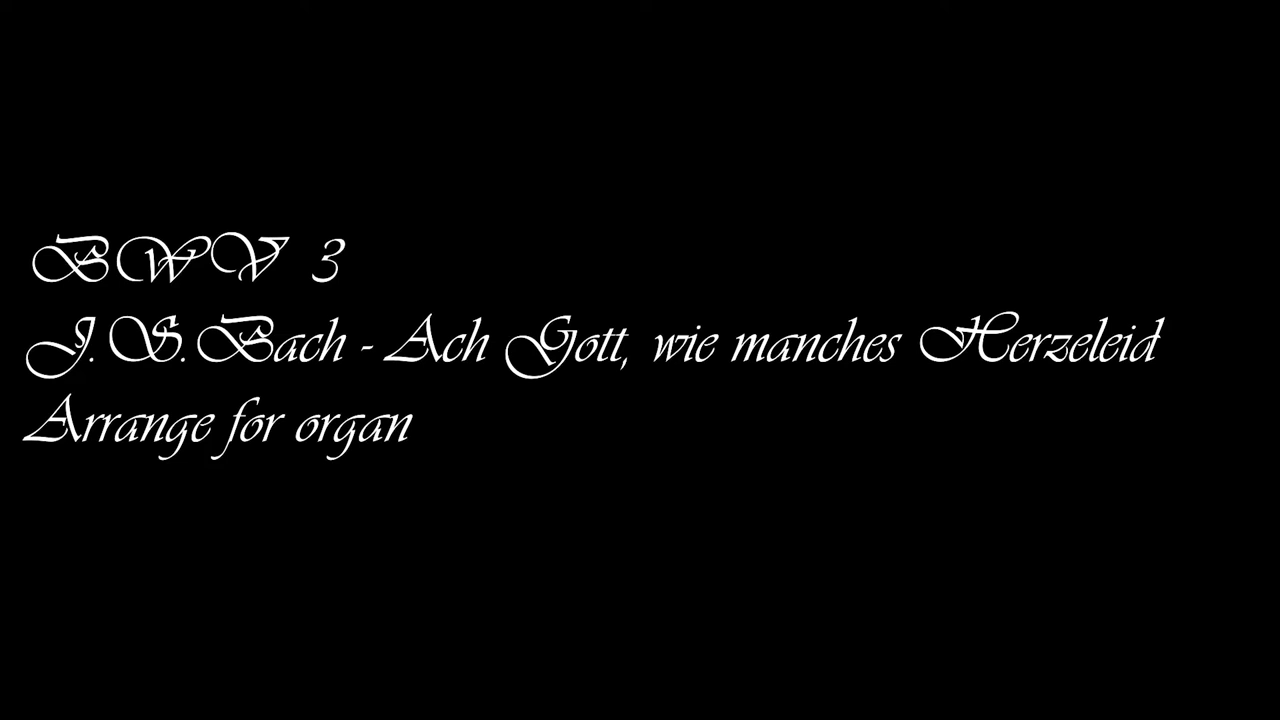 BWV 3
J.S.Bach - Ach Gott, wie manches Herzeleid
Arrange for organ